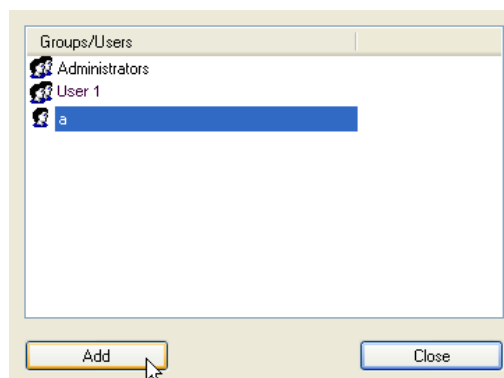 Groups/Users
Administrators
User 1
a
Add
Close